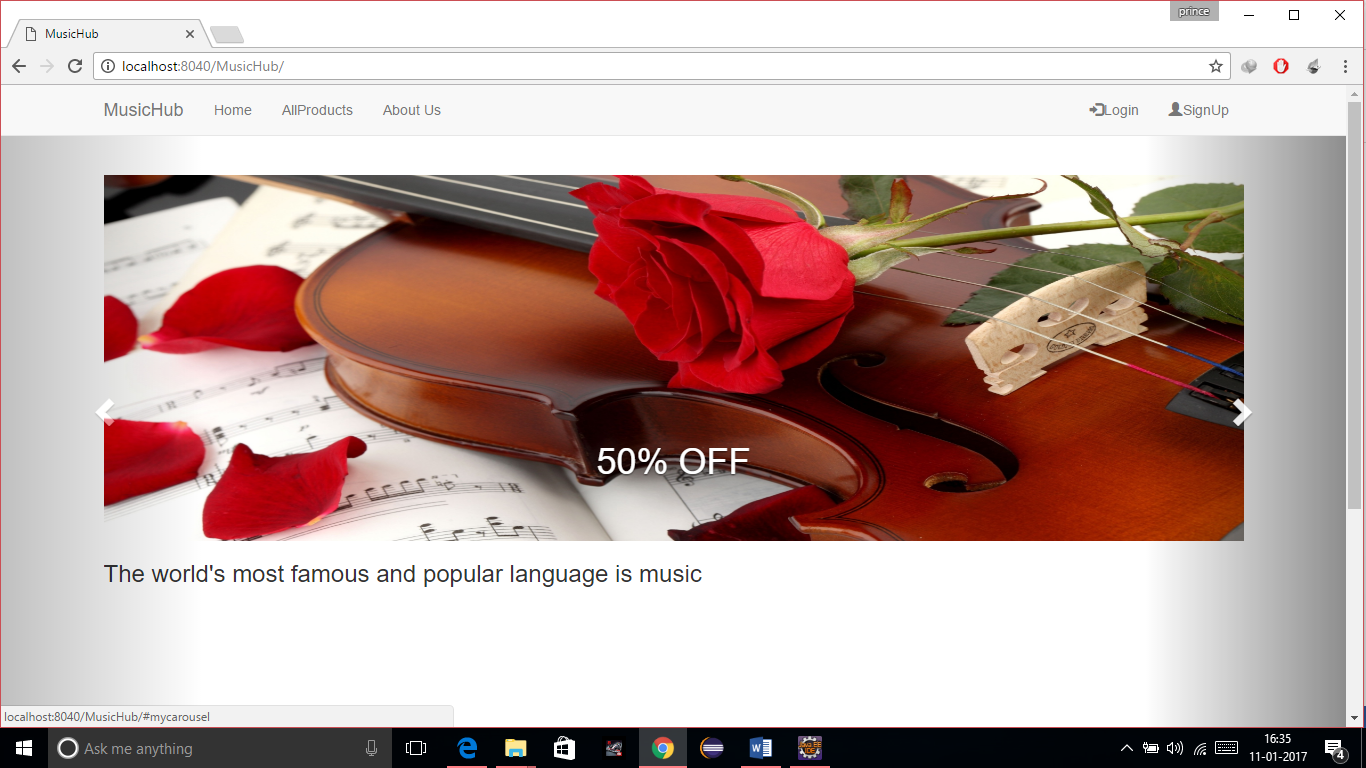 prince
MusicHub
localhost:8040/MusicHub/
MusicHub Home AllProducts About Us Login SignUp
50% OFF
The world's most famous and popular language is music
localhost:8040/MusicHub/#mycarousel
Ask me anything
16:35
11-01-2017
4